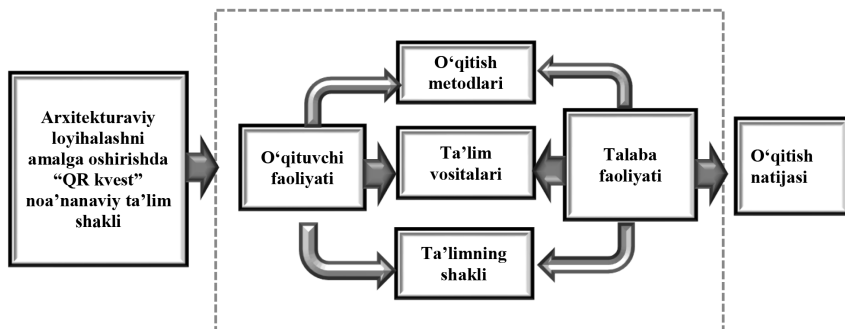 Arxitekturaviy
loyihalashni
amalga oshirishda
“QR kvest”
noa’nanaviy ta’lim
shakli
O‘qituvchi
faoliyati
O‘qitish
metodlari
Ta’lim
vositalari
Ta’limning
shakli
Talaba
faoliyati
O‘qitish
natijasi